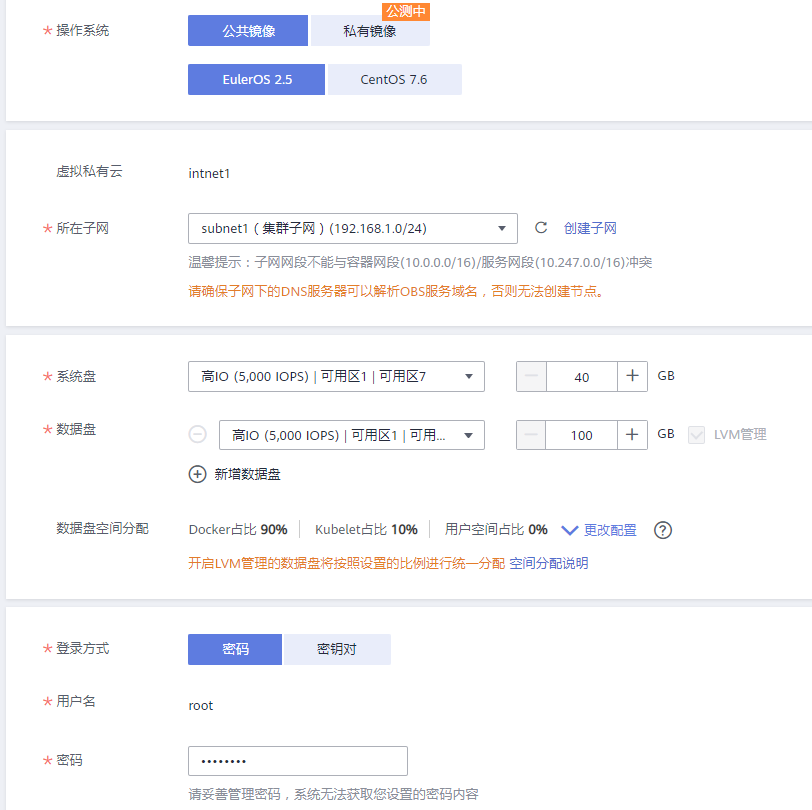 公测中
* 操作系统 公共镜像 私有镜像
EulerOS 2.5 CentOS 7.6
虚拟私有云 intnet1
* 所在子网 subnet1 ( 集群子网 ) (192.168.1.0/24) 创建子网
温馨提示：子网网段不能与容器网段(10.0.0.0/16)/服务网段(10.247.0.0/16)冲突
请确保子网下的DNS服务器可以解析OBS服务域名，否则无法创建节点。
* 系统盘 高IO (5,000 IOPS) | 可用区1 | 可用区7 — 40 + GB
* 数据盘 高IO (5,000 IOPS) | 可用区1 | 可用... — 100 + GB LVM管理
新增数据盘
数据盘空间分配 Docker占比 90% Kubelet占比 10% 用户空间占比 0% 更改配置 ?
开启LVM管理的数据盘将按照设置的比例进行统一分配 空间分配说明
* 登录方式 密码 密钥对
* 用户名 root
* 密码 ••••••••
请妥善管理密码，系统无法获取您设置的密码内容